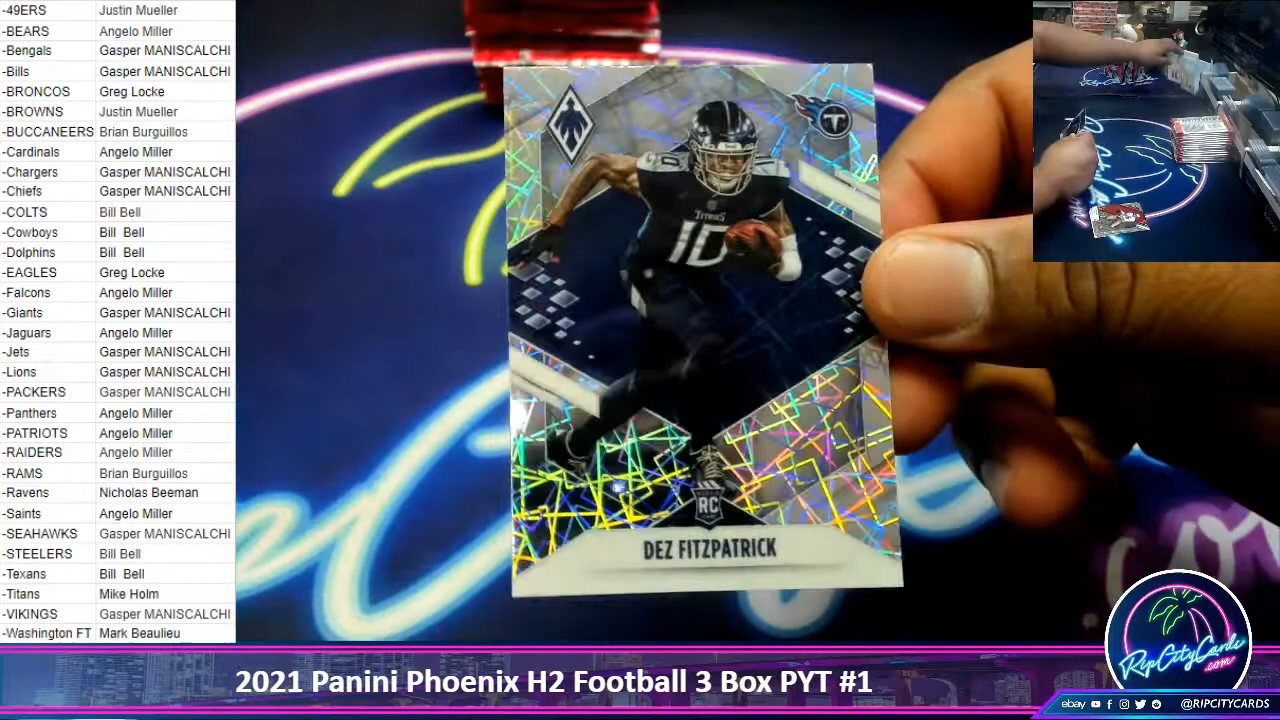 -49ERS Justin Mueller
-BEARS Angelo Miller
-Bengals Gasper MANISCALCHI
-Bills Gasper MANISCALCHI
-BRONCOS Greg Locke
-BROWNS Justin Mueller
-BUCCANEERS Brian Burguillos
-Cardinals Angelo Miller
-Chargers Gasper MANISCALCHI
-Chiefs Gasper MANISCALCHI
-COLTS Bill Bell
-Cowboys Bill Bell
-Dolphins Bill Bell
-EAGLES Greg Locke
-Falcons Angelo Miller
-Giants Gasper MANISCALCHI
-Jaguars Angelo Miller
-Jets Gasper MANISCALCHI
-Lions Gasper MANISCALCHI
-PACKERS Gasper MANISCALCHI
-Panthers Angelo Miller
-PATRIOTS Angelo Miller
-RAIDERS Angelo Miller
-RAMS Brian Burguillos
-Ravens Nicholas Beeman
-Saints Angelo Miller
-SEAHAWKS Gasper MANISCALCHI
-STEELERS Bill Bell
-Texans Bill Bell
-Titans Mike Holm
-VIKINGS Gasper MANISCALCHI
-Washington FT Mark Beaulieu
T
10
TITANS
10
RC
DEZ FITZPATRICK
RipCityCards
.com
2021 Panini Phoenix H2 Football 3 Box PYT #1
ebay @RIPCITYCARDS